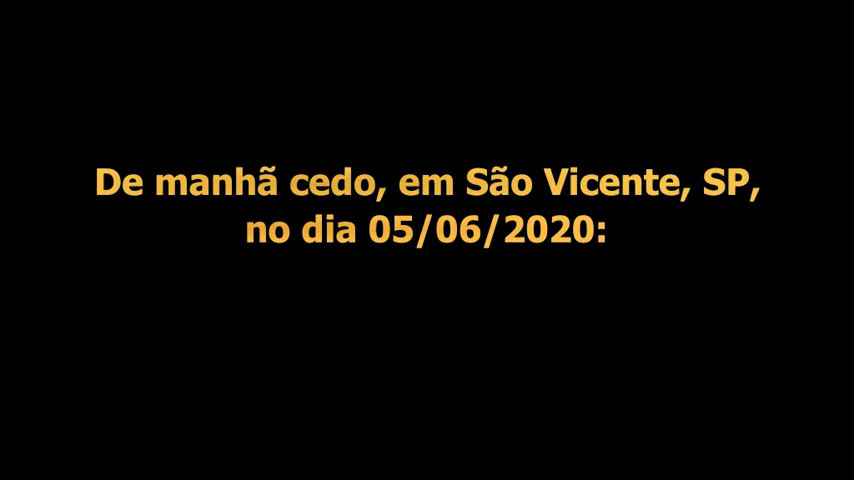 De manhã cedo, em São Vicente, SP,
no dia 05/06/2020: